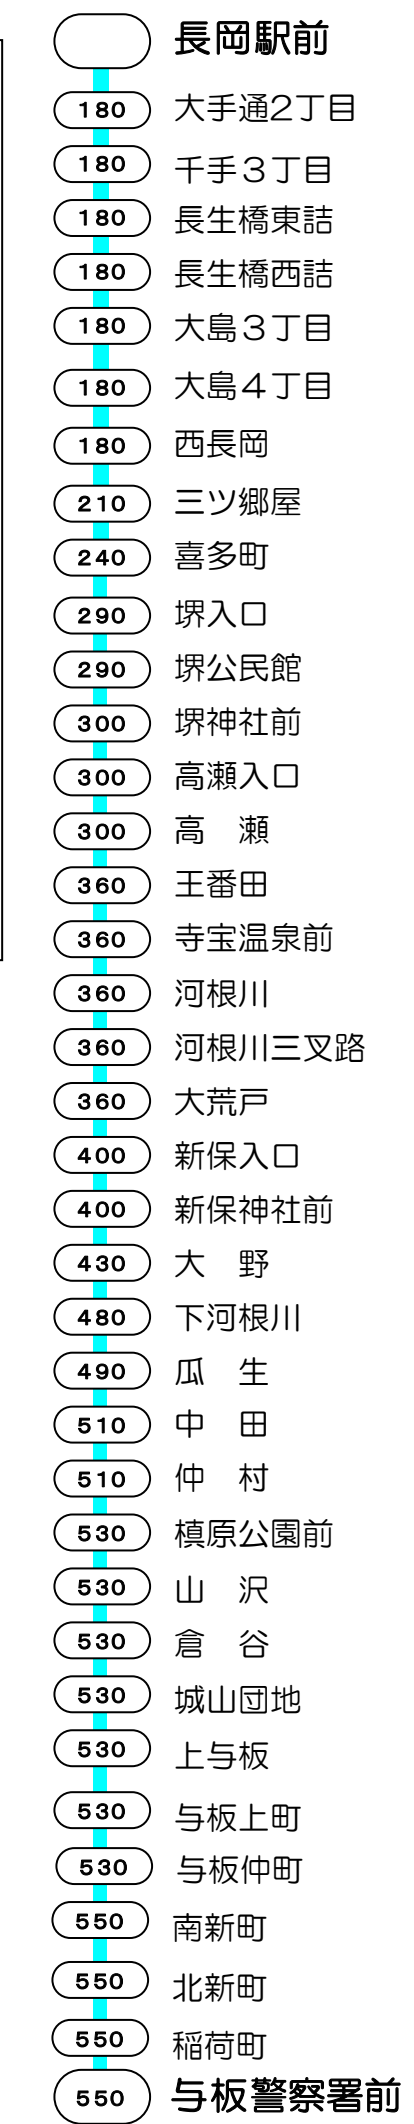 長岡駅前
180 大手通2丁目
180 千手３丁目
180 長生橋東詰
180 長生橋西詰
180 大島３丁目
180 大島４丁目
180 西長岡
210 三ツ郷屋
240 喜多町
290 堺入口
290 堺公民館
300 堺神社前
300 高瀬入口
300 高　瀬
360 王番田
360 寺宝温泉前
360 河根川
360 河根川三叉路
360 大荒戸
400 新保入口
400 新保神社前
430 大　野
480 下河根川
490 瓜　生
510 中　田
510 仲　村
530 槙原公園前
530 山　沢
530 倉　谷
530 城山団地
530 上与板
530 与板上町
530 与板仲町
550 南新町
550 北新町
550 稲荷町
550 与板警察署前